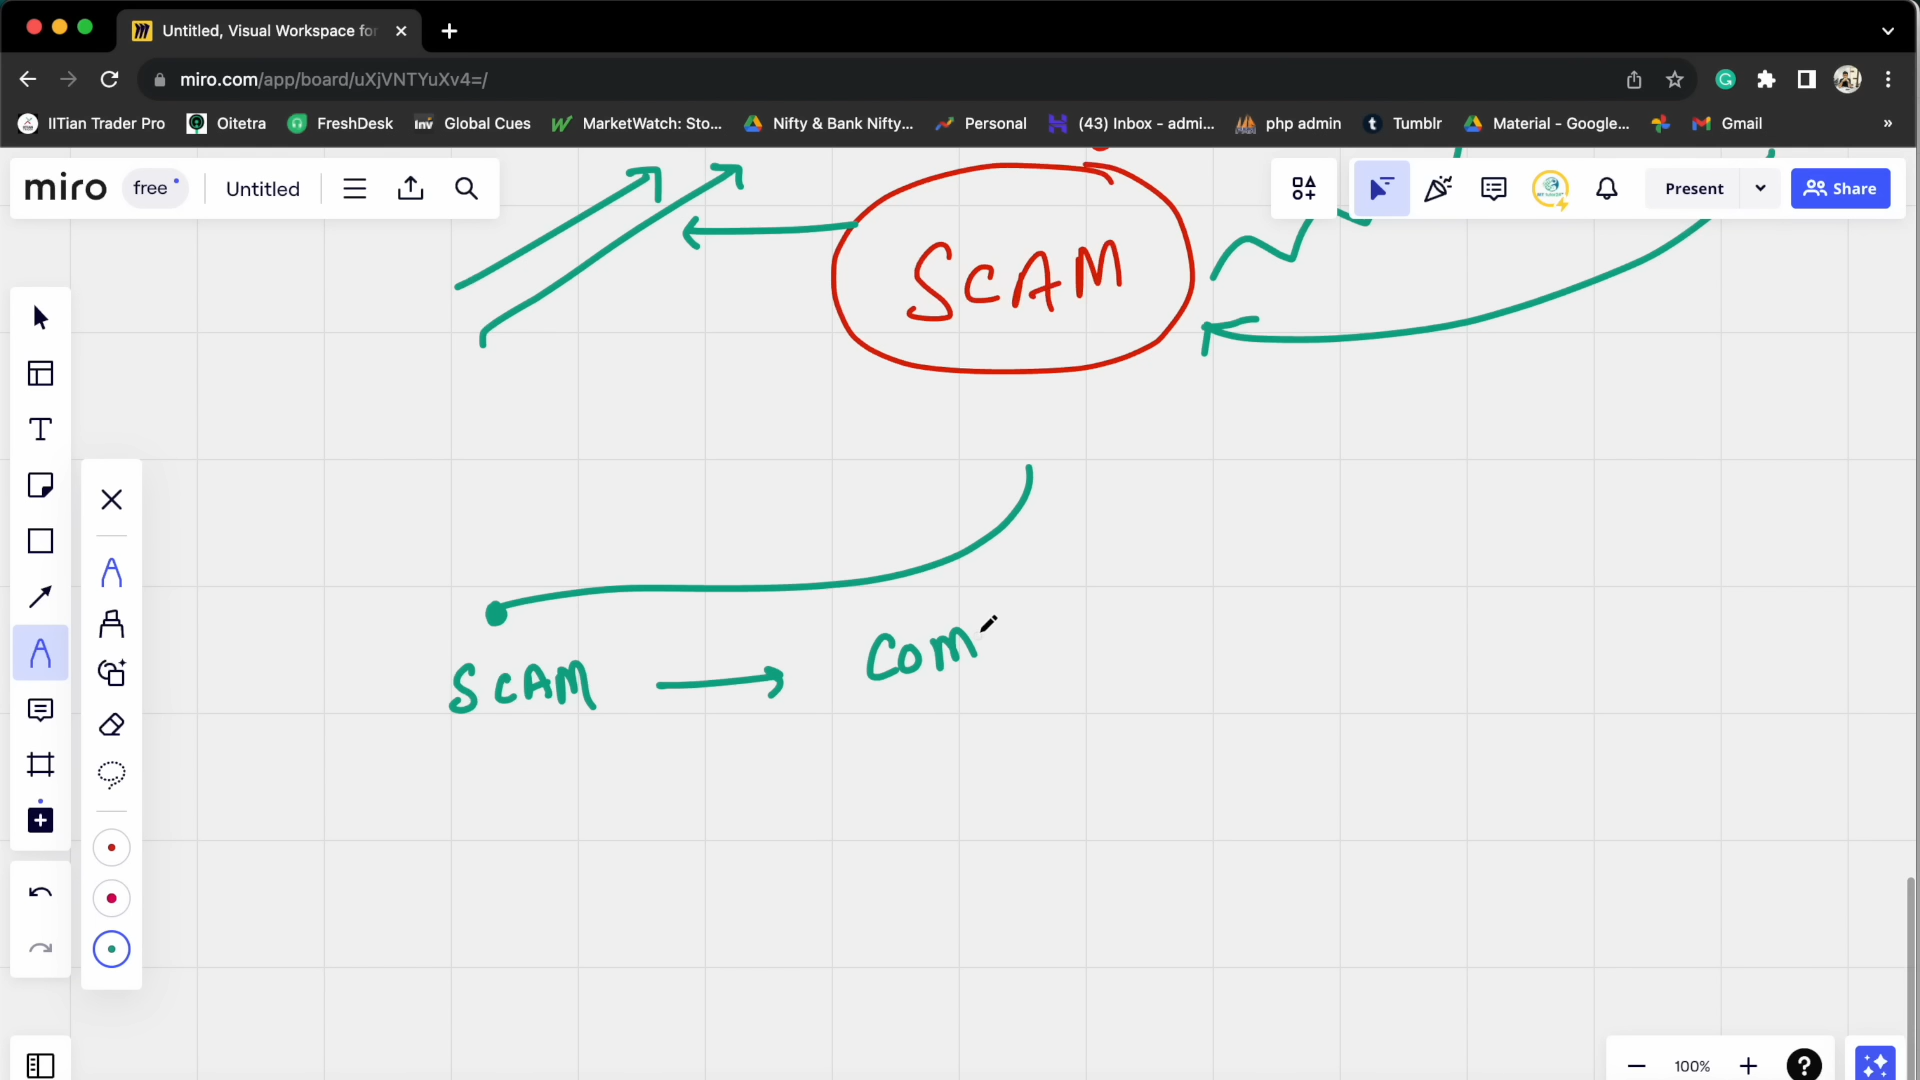 Untitled, Visual Workspace for
miro.com/app/board/uXjVNTYuXv4=/
IITian Trader Pro Oitetra FreshDesk Inv Global Cues MarketWatch: Sto... Nifty & Bank Nifty... Personal (43) Inbox - admi... php admin Tumblr Material - Google... Gmail »
miro free Untitled Present Share
SCAM
SCAM → COM
100%